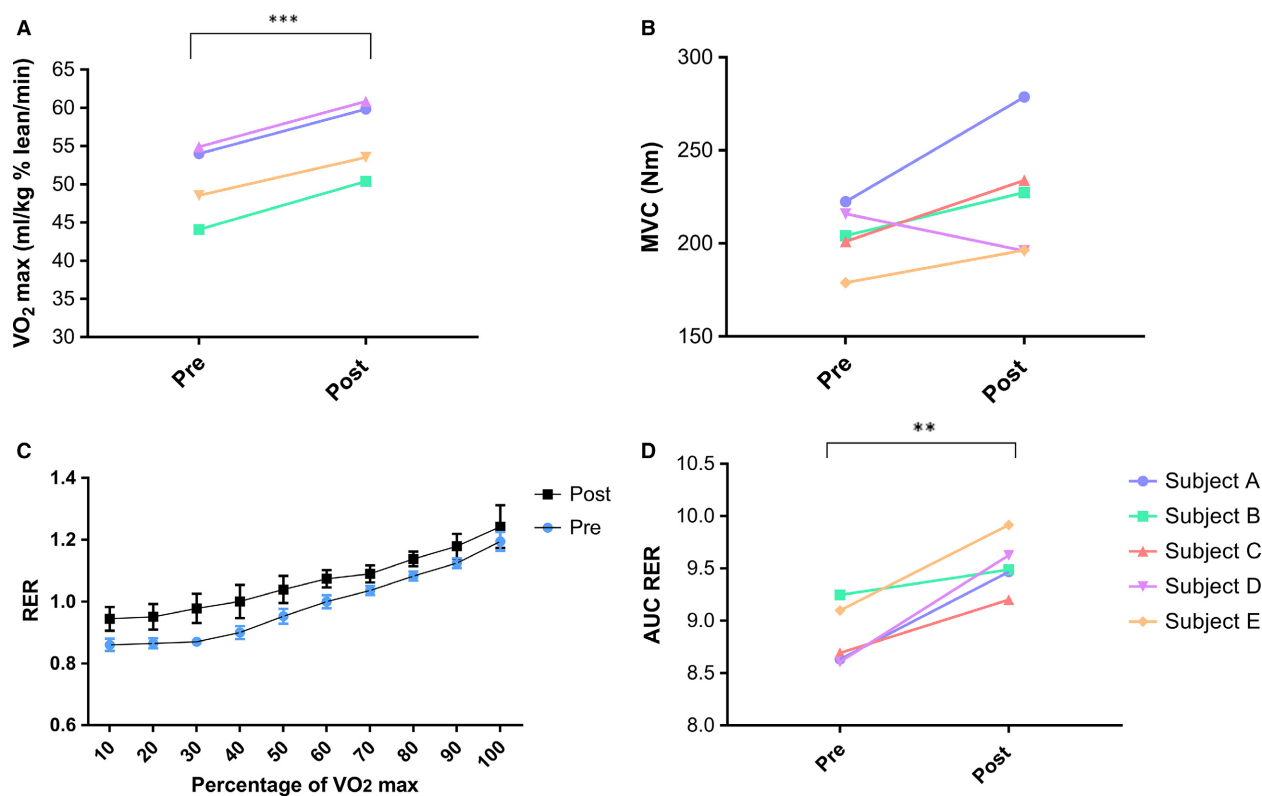 A
***
VO2 max (ml/kg % lean/min)
65
60
55
50
45
40
35
30
Pre
Post
B
MVC (Nm)
300
250
200
150
Pre
Post
C
RER
1.4
1.2
1.0
0.8
0.6
10
20
30
40
50
60
70
80
90
100
Percentage of VO2 max
Post
Pre
D
**
AUC RER
10.5
10.0
9.5
9.0
8.5
8.0
Pre
Post
Subject A
Subject B
Subject C
Subject D
Subject E